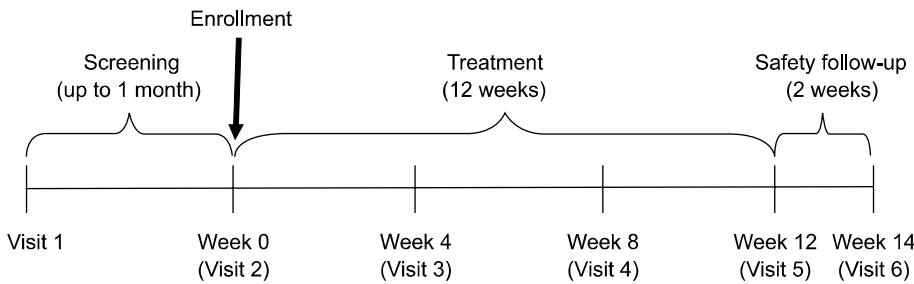 Enrollment
Screening
(up to 1 month)
Treatment
(12 weeks)
Safety follow-up
(2 weeks)
Visit 1
Week 0
(Visit 2)
Week 4
(Visit 3)
Week 8
(Visit 4)
Week 12
(Visit 5)
Week 14
(Visit 6)